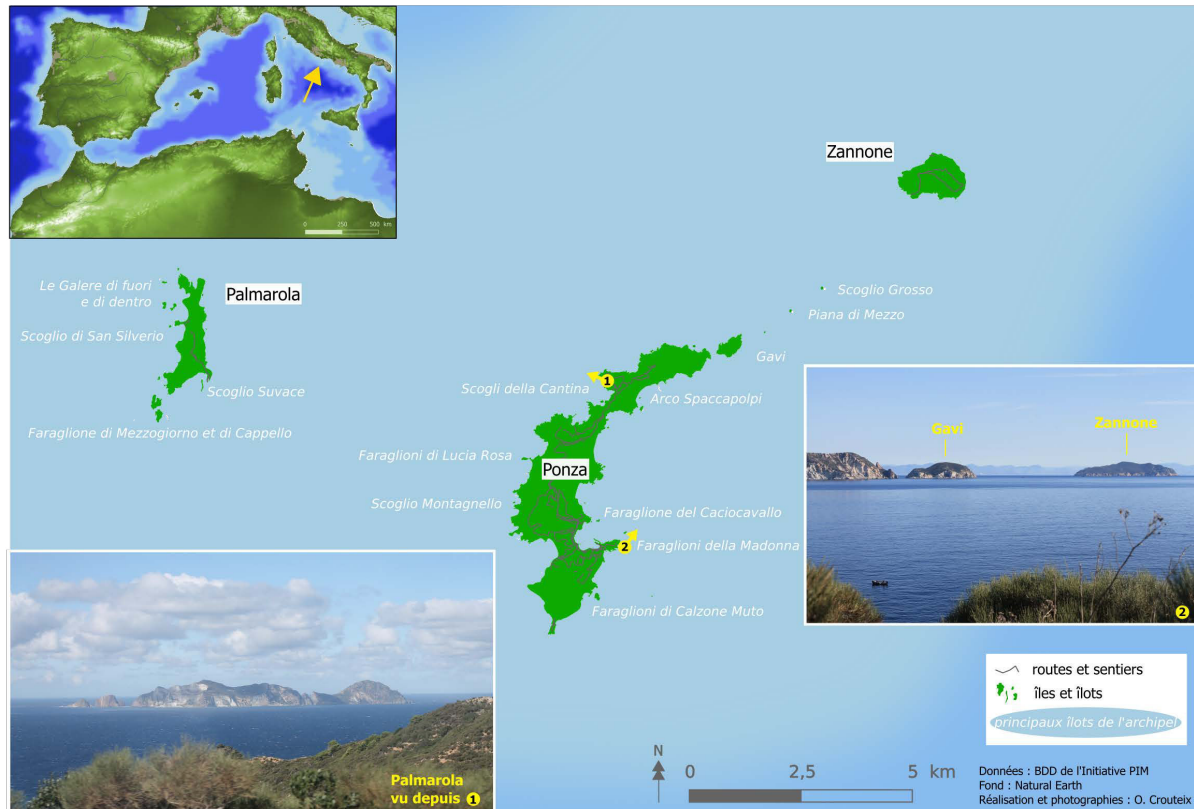 0 250 500 km
Zannone
Le Galere di fuori
e di dentro
Palmarola
Scoglio di San Silverio
Scoglio Suvace
Faraglione di Mezzogiorno et di Cappello
Scoglio Grosso
Piana di Mezzo
Gavi
Scogli della Cantina
1
Arco Spaccapolpi
Faraglioni di Lucia Rosa
Ponza
Scoglio Montagnello
Faraglione del Caciocavallo
2
Faraglioni della Madonna
Faraglioni di Calzone Muto
Gavi
Zannone
2
Palmarola
vu depuis 1
routes et sentiers
îles et îlots
principaux îlots de l'archipel
N
0 2,5 5 km
Données : BDD de l'Initiative PIM
Fond : Natural Earth
Réalisation et photographies : O. Crouteix